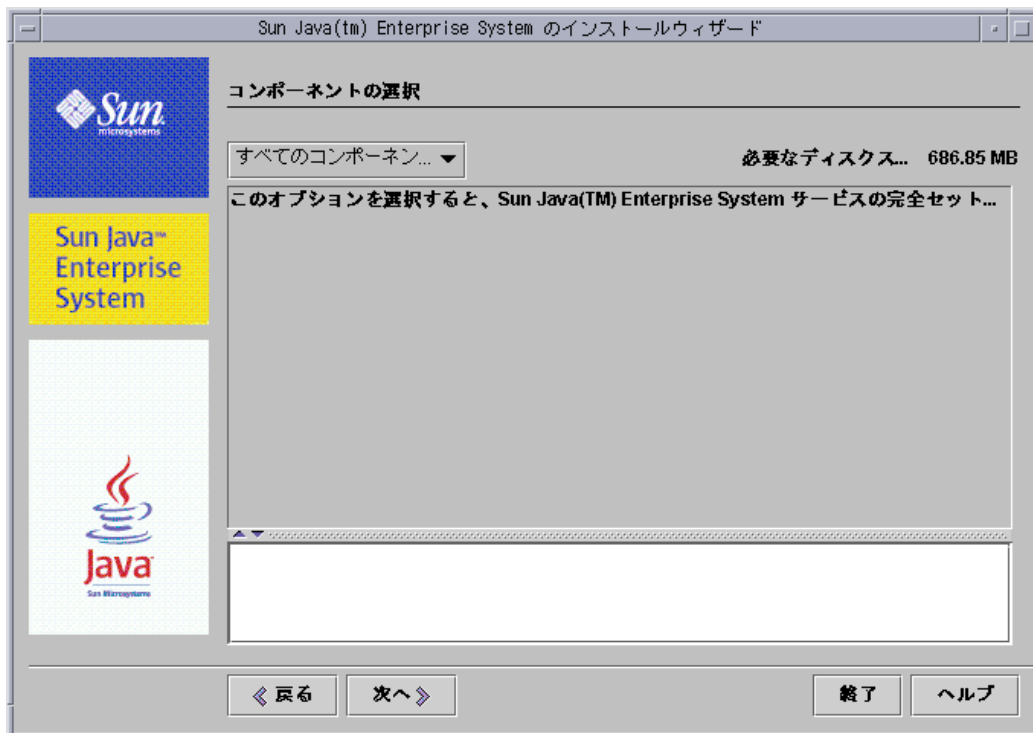 Sun Java(tm) Enterprise System のインストールウィザード
Sun
microsystems
Sun Java™
Enterprise
System
Java
Sun Microsystems
コンポーネントの選択
すべてのコンポーネン...
必要なディスクス... 686.85 MB
このオプションを選択すると、Sun Java(TM) Enterprise System サービスの完全セット...
戻る
次へ
終了
ヘルプ